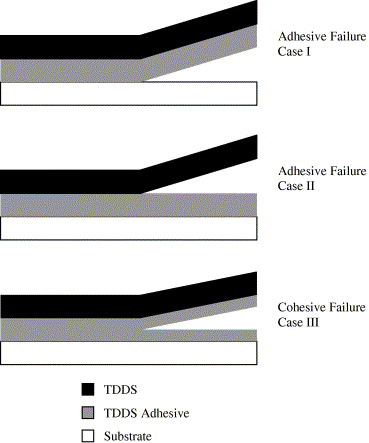 Adhesive Failure
Case I
Adhesive Failure
Case II
Cohesive Failure
Case III
TDDS
TDDS Adhesive
Substrate